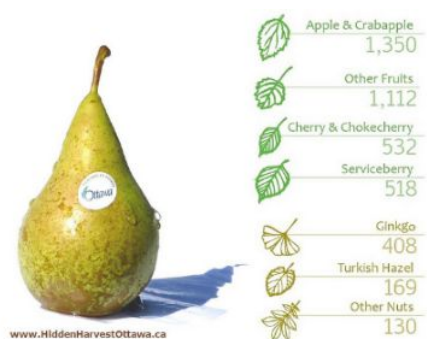 Apple & Crabapple
1,350
Other Fruits
1,112
Cherry & Chokecherry
532
Serviceberry
518
Ginkgo
408
Turkish Hazel
169
Other Nuts
130
Ottawa
www.HiddenHarvestOttawa.ca